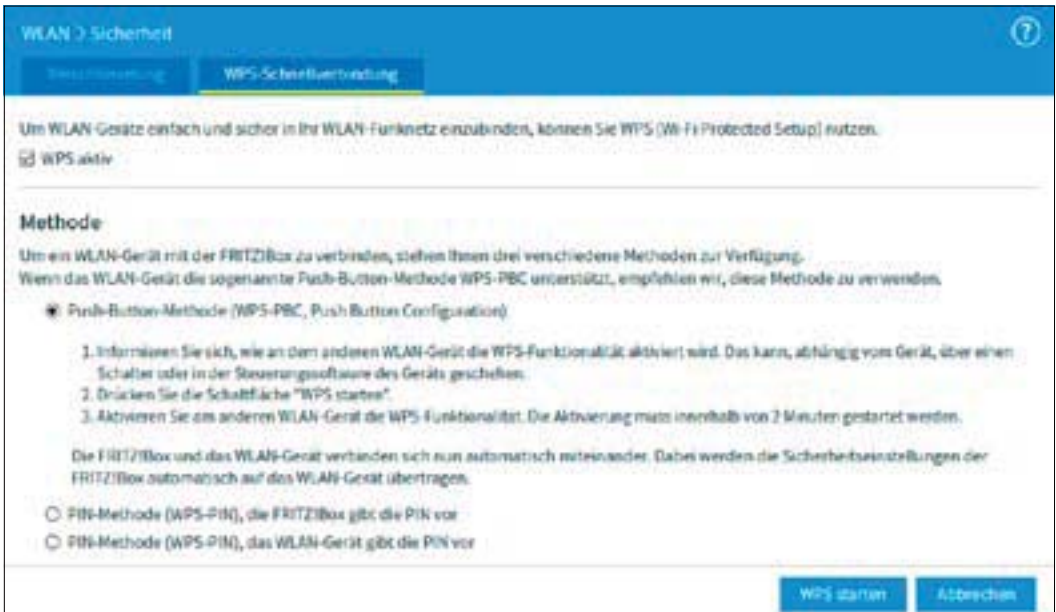 WLAN > Sicherheit
Verschlüsselung
WPS-Schnellverbindung
Um WLAN-Geräte einfach und sicher in Ihr WLAN-Funknetz einzubinden, können Sie WPS (Wi-Fi Protected Setup) nutzen.
WPS aktiv
Methode
Um ein WLAN-Gerät mit der FRITZ!Box zu verbinden, stehen Ihnen drei verschiedene Methoden zur Verfügung.
Wenn das WLAN-Gerät die sogenannte Push-Button-Methode WPS-PBC unterstützt, empfehlen wir, diese Methode zu verwenden.
Push-Button-Methode (WPS-PBC, Push Button Configuration)
1. Informieren Sie sich, wie an dem anderen WLAN-Gerät die WPS-Funktionalität aktiviert wird. Das kann, abhängig vom Gerät, über einen
Schalter oder in der Steuerungssoftware des Geräts geschehen.
2. Drücken Sie die Schaltfläche "WPS starten".
3. Aktivieren Sie am anderen WLAN-Gerät die WPS-Funktionalität. Die Aktivierung muss innerhalb von 2 Minuten gestartet werden.
Die FRITZ!Box und das WLAN-Gerät verbinden sich nun automatisch miteinander. Dabei werden die Sicherheitseinstellungen der
FRITZ!Box automatisch auf das WLAN-Gerät übertragen.
PIN-Methode (WPS-PIN), die FRITZ!Box gibt die PIN vor
PIN-Methode (WPS-PIN), das WLAN-Gerät gibt die PIN vor
WPS starten
Abbrechen